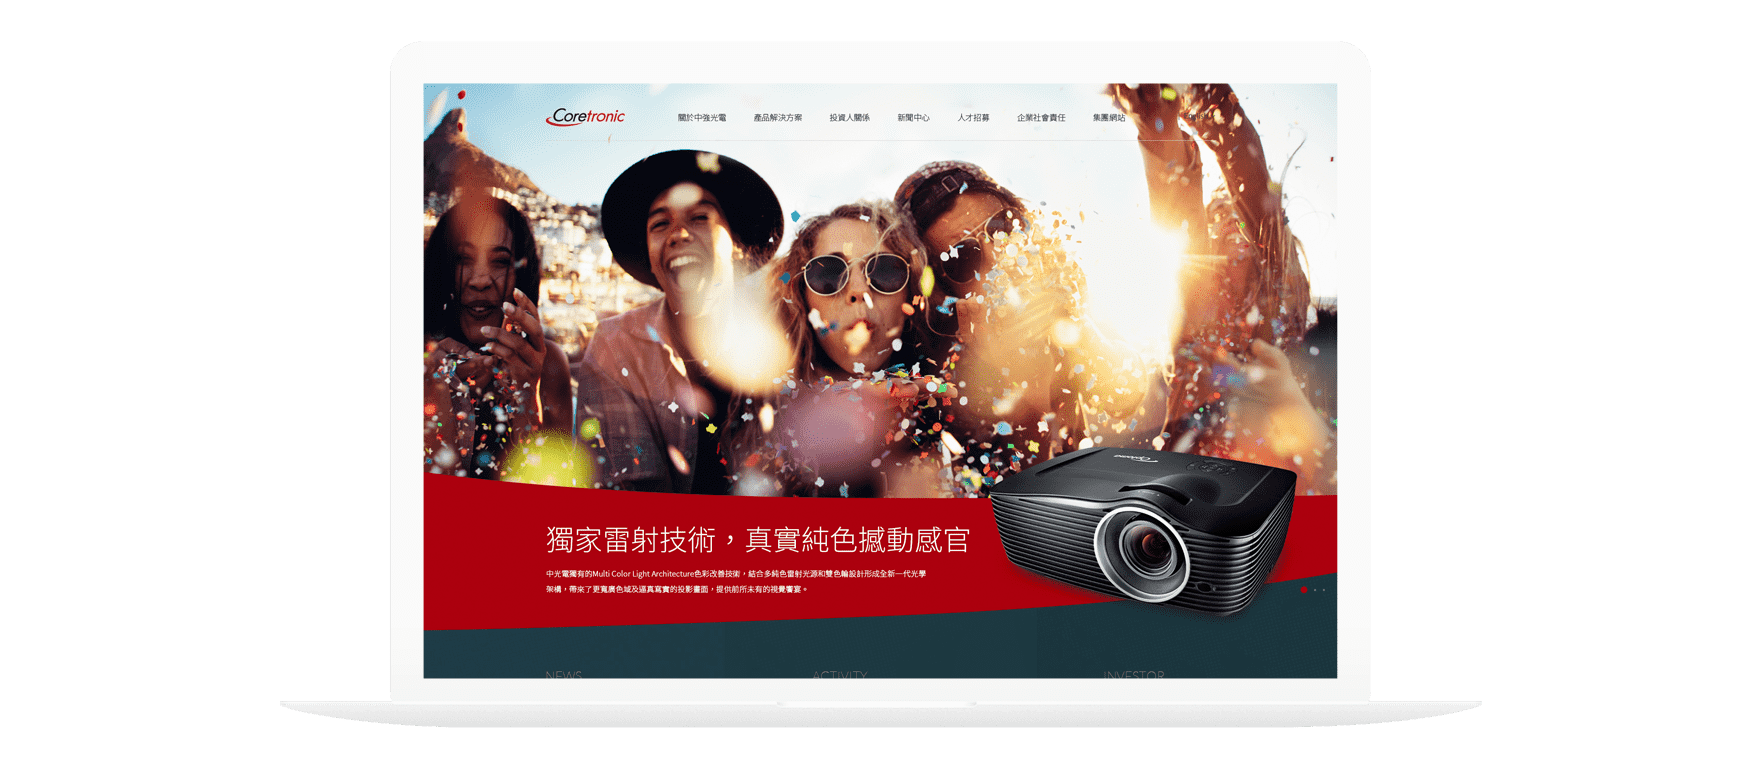 Coretronic
關於中強光電 產品解決方案 投資人關係 新聞中心 人才招募 企業社會責任 集團網站
Optoma
獨家雷射技術，真實純色撼動感官
中光電獨有的Multi Color Light Architecture色彩改善技術，結合多純色雷射光源和雙色輪設計形成全新一代光學
架構，帶來了更寬廣色域及逼真寫實的投影畫面，提供前所未有的視覺饗宴。
NEWS ACTIVITY INVESTOR